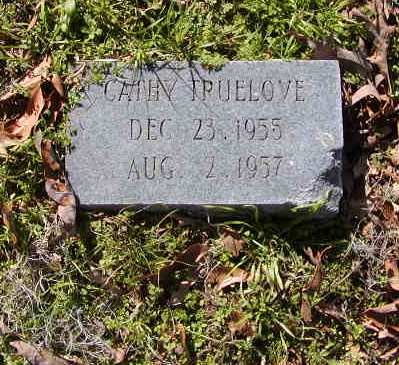 CATHY TRUELOVE
DEC. 23, 1955
AUG. 2, 1957